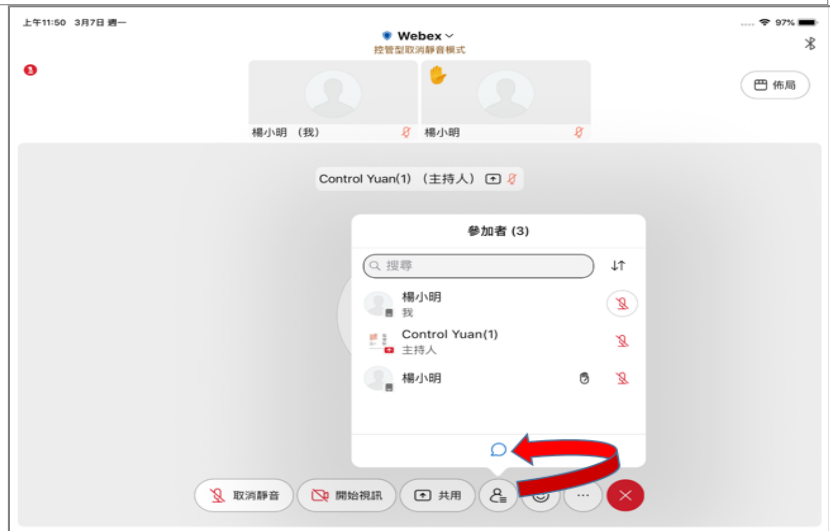 上午11:50 3月7日 週一
.... 97%
Webex
控管型取消靜音模式
佈局
楊小明 (我)
楊小明
Control Yuan(1) (主持人)
參加者 (3)
搜尋
楊小明
我
Control Yuan(1)
主持人
楊小明
取消靜音
開始視訊
共用
...